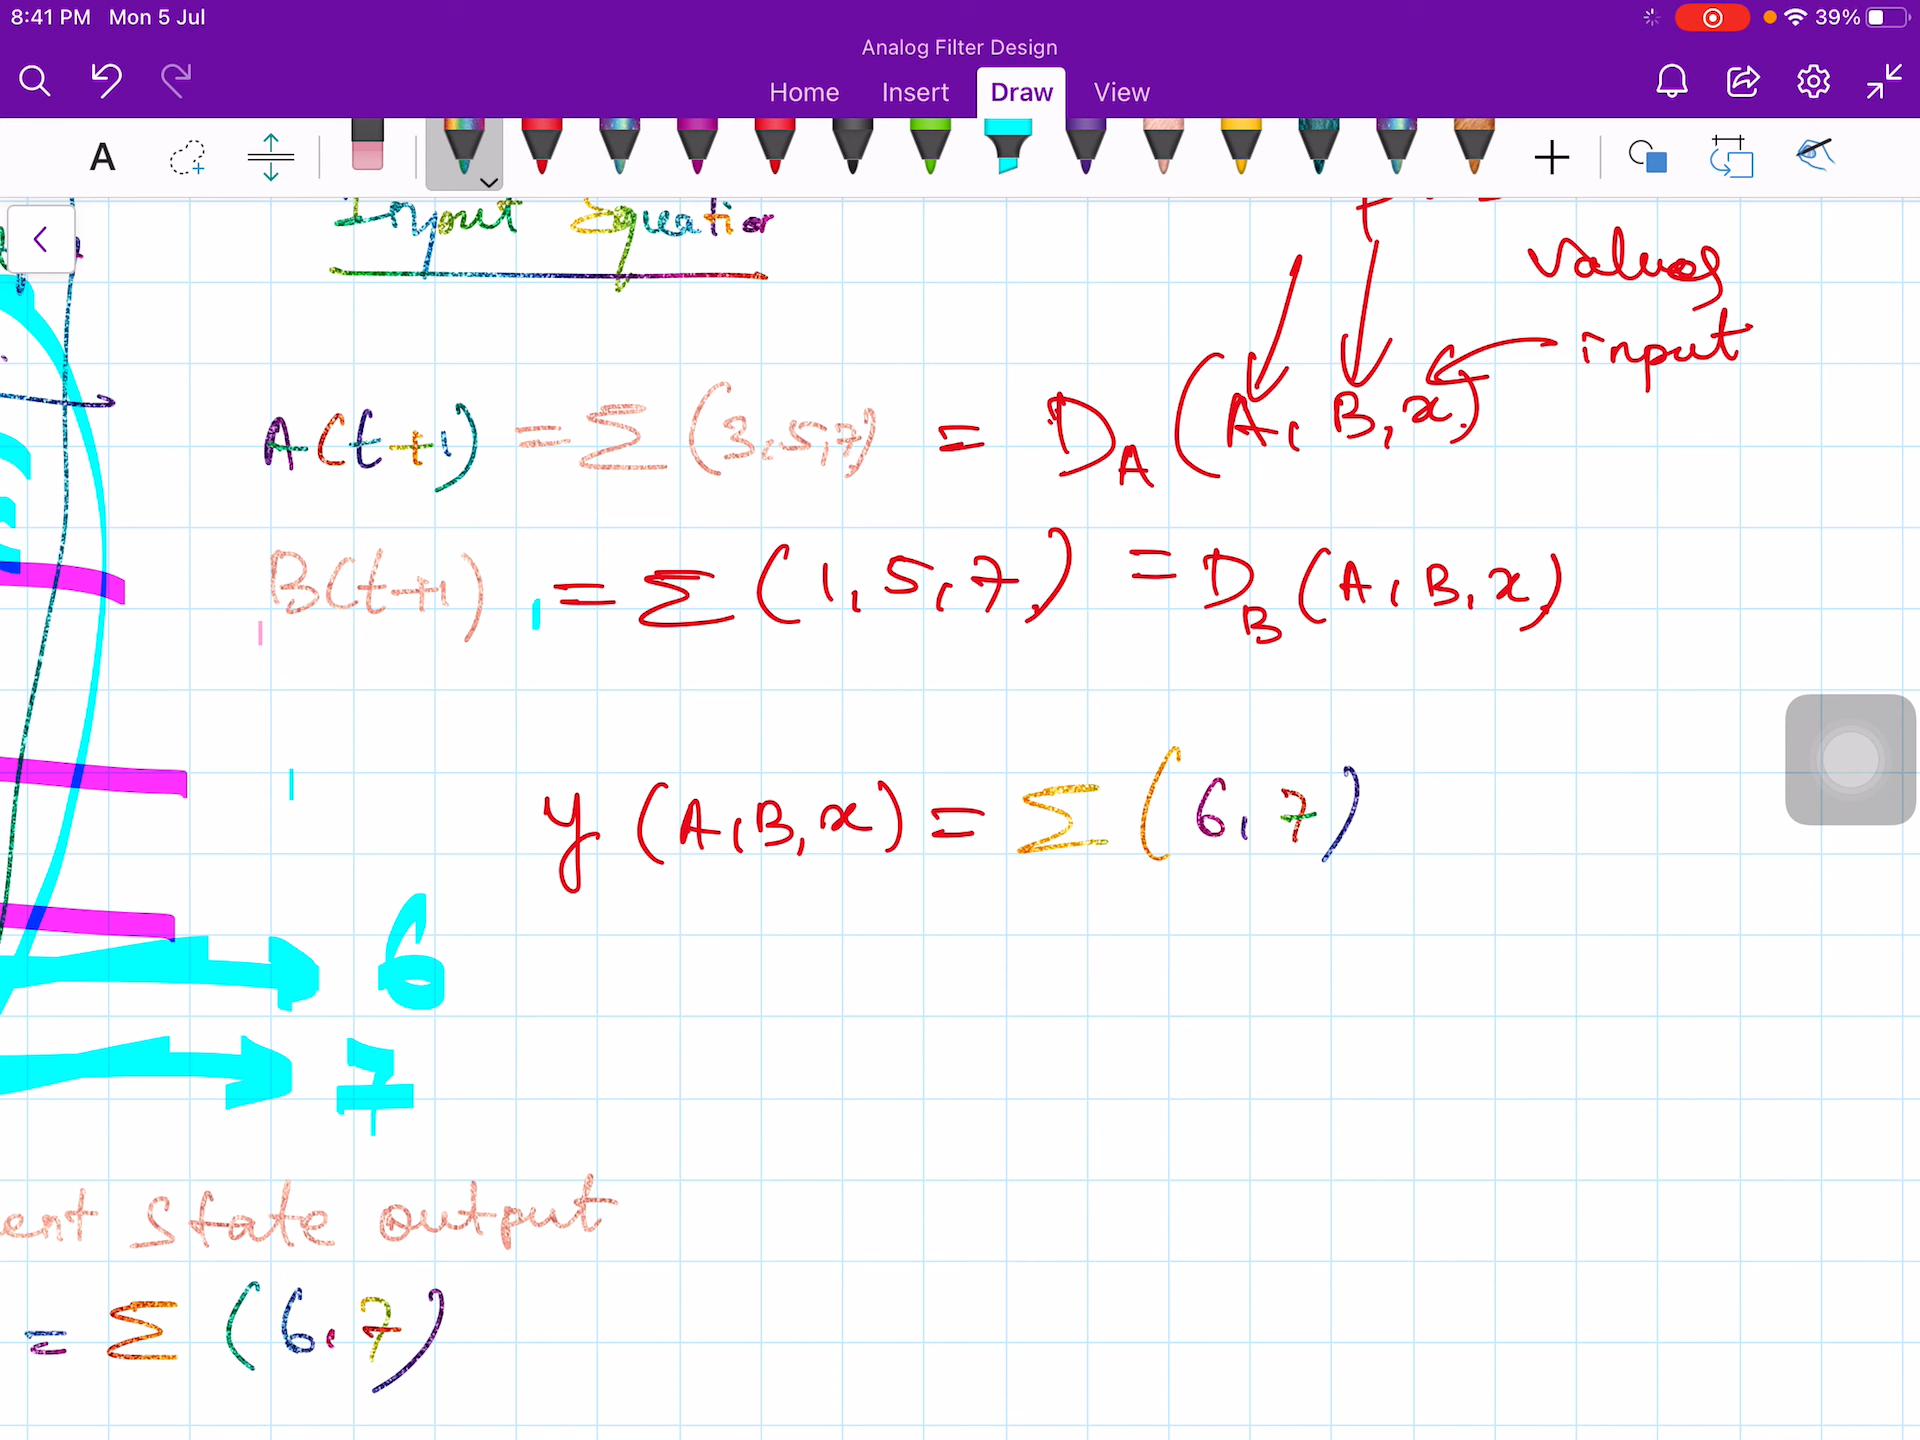 8:41 PM Mon 5 Jul
39%
Analog Filter Design
Home Insert Draw View
A
Input Equation
values
input
A(t+1) = Σ (3,5,7) = D_A (A, B, x)
B(t+1) = Σ (1, 5, 7) = D_B (A, B, x)
y (A, B, x) = Σ (6, 7)
6
7
ent state output
= Σ (6, 7)